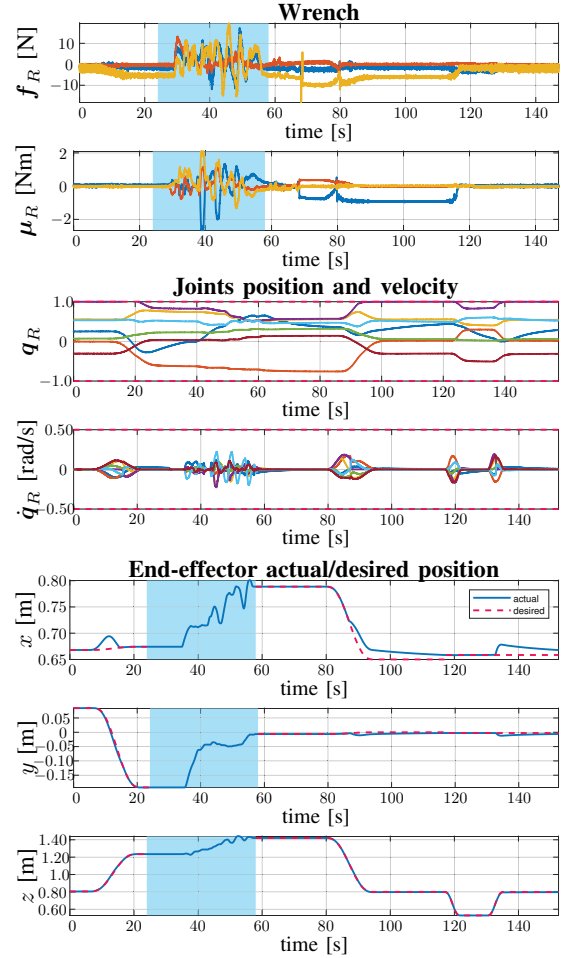 Wrench
f_R [N]
10
0
−10
0 20 40 60 80 100 120 140
time [s]
μ_R [Nm]
2
0
−2
0 20 40 60 80 100 120 140
time [s]
Joints position and velocity
q_R
1.0
0
−1.0
0 20 40 60 80 100 120 140
time [s]
q̇_R [rad/s]
0.50
0
−0.50
0 20 40 60 80 100 120 140
time [s]
End-effector actual/desired position
x [m]
0.80
0.75
0.70
0.65
actual
desired
0 20 40 60 80 100 120 140
time [s]
y [m]
0.05
0
−0.05
−0.15
0 20 40 60 80 100 120 140
time [s]
z [m]
1.40
1.20
1.00
0.80
0.60
0 20 40 60 80 100 120 140
time [s]